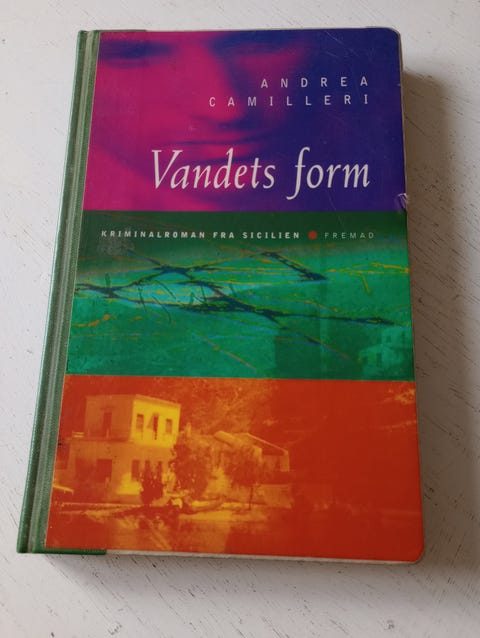 ANDREA
CAMILLERI
Vandets form
KRIMINALROMAN FRA SICILIEN ● FREMAD